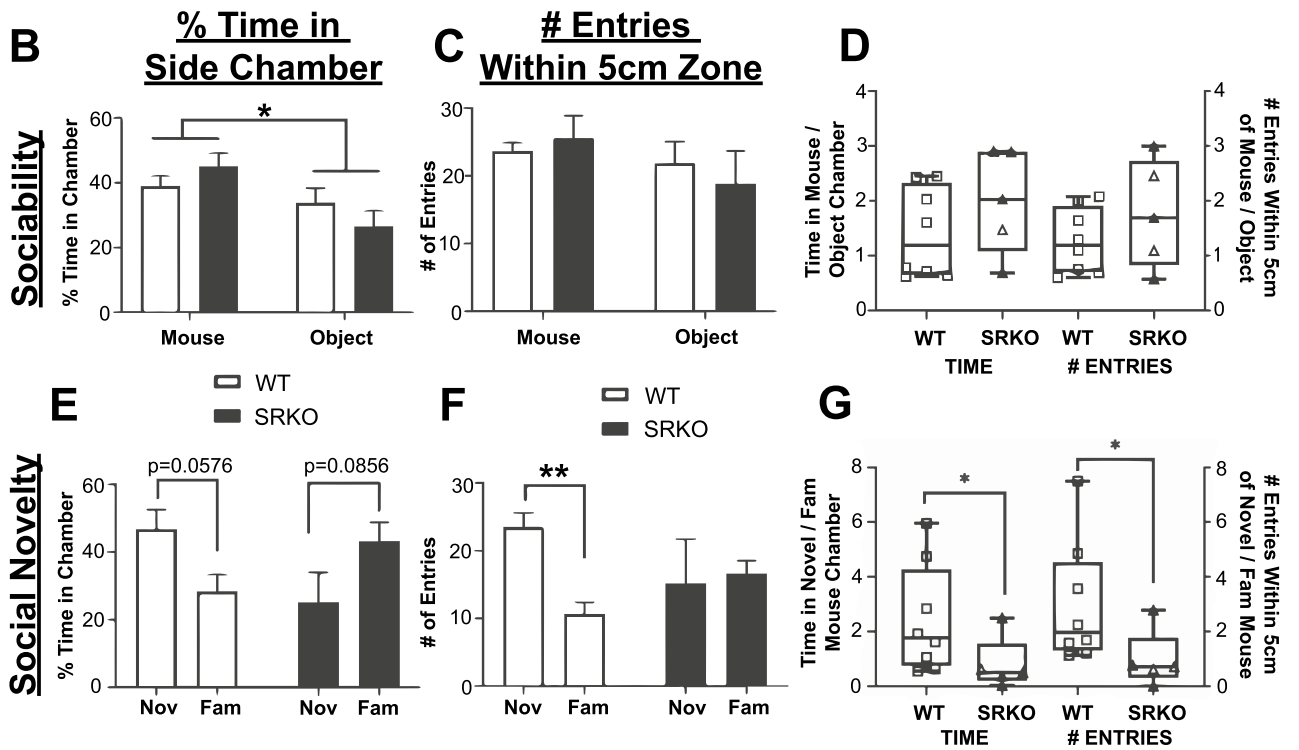 B
% Time in
Side Chamber
C
# Entries
Within 5cm Zone
D
Sociability
% Time in Chamber
60
40
20
0
*
Mouse
Object
# of Entries
30
20
10
0
Mouse
Object
Time in Mouse /
Object Chamber
4
3
2
1
0
4
3
2
1
0
# Entries Within 5cm
of Mouse / Object
WT
SRKO
WT
SRKO
TIME
# ENTRIES
WT
SRKO
WT
SRKO
E
F
G
Social Novelty
% Time in Chamber
60
40
20
0
p=0.0576
p=0.0856
Nov
Fam
Nov
Fam
# of Entries
30
20
10
0
**
Nov
Fam
Nov
Fam
Time in Novel / Fam
Mouse Chamber
8
6
4
2
0
*
*
8
6
4
2
0
# Entries Within 5cm
of Novel / Fam Mouse
WT
SRKO
WT
SRKO
TIME
# ENTRIES